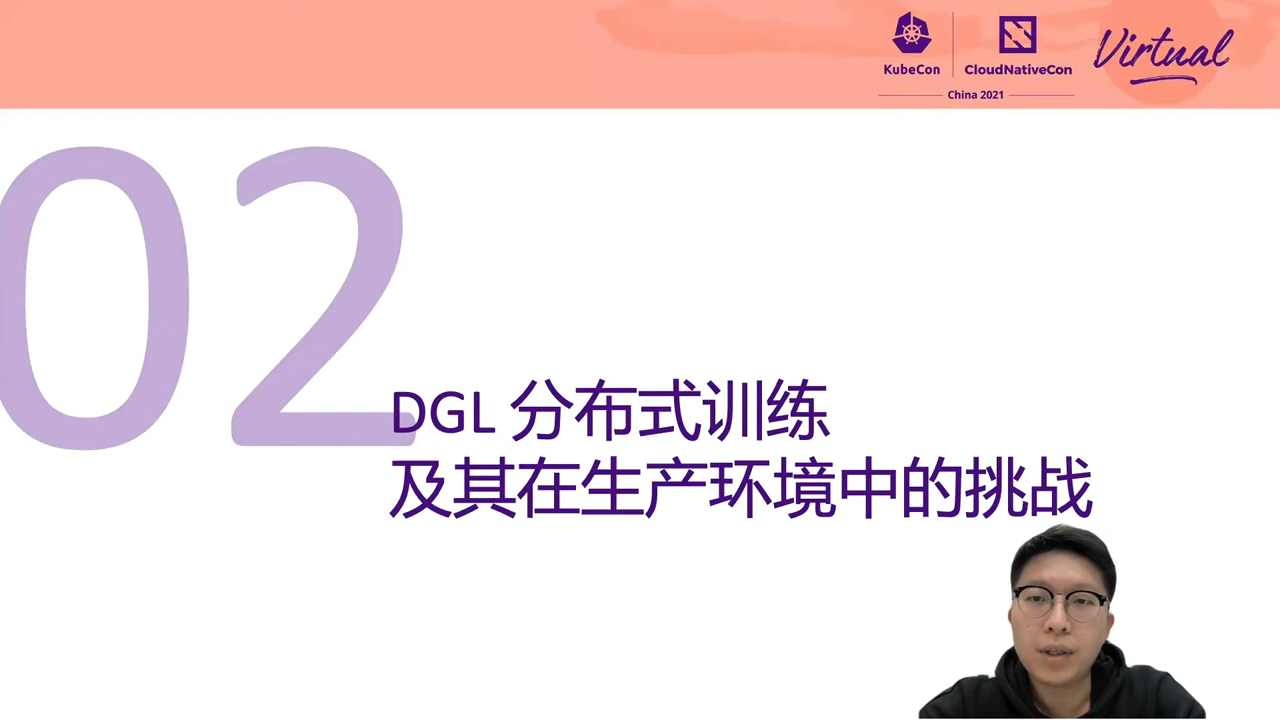 KubeCon
CloudNativeCon
Virtual
China 2021
02
DGL 分布式训练
及其在生产环境中的挑战